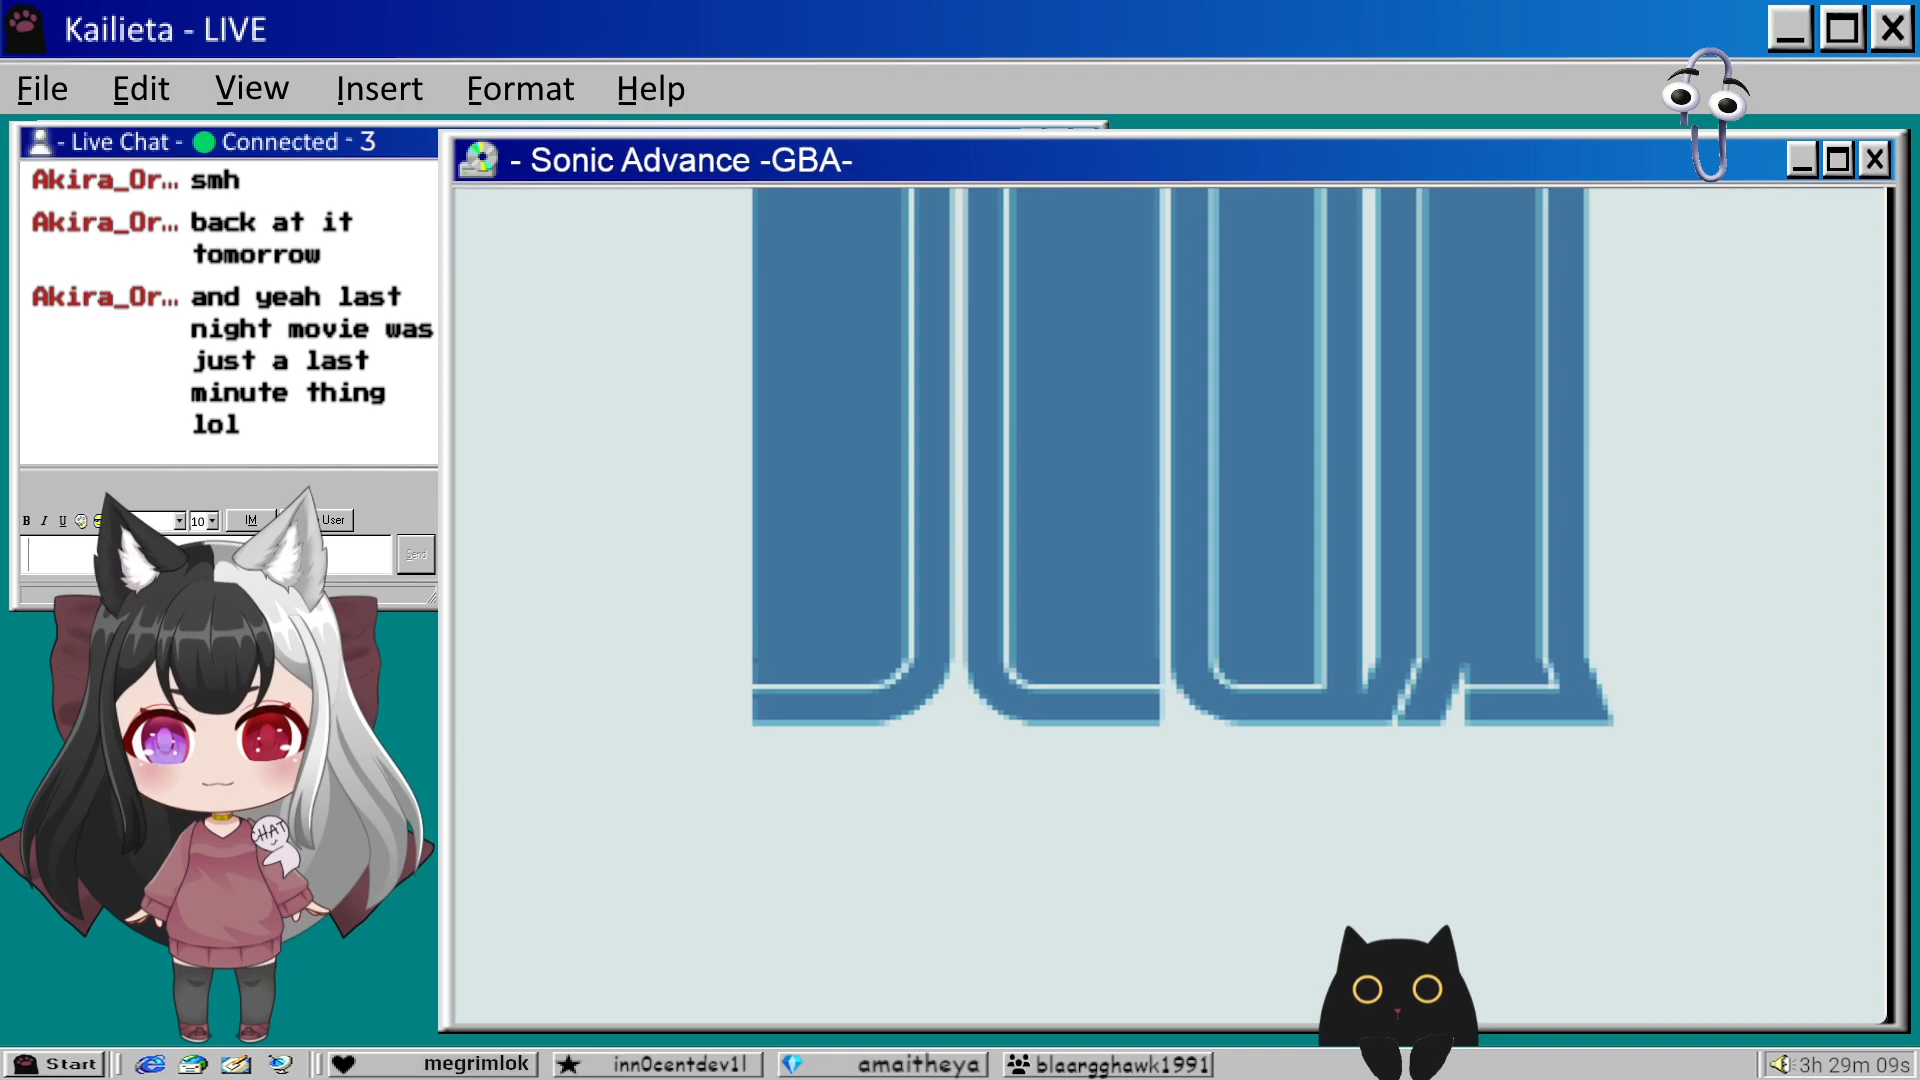 Kailieta - LIVE
File Edit View Insert Format Help
- Live Chat - Connected - 3
Akira_Or... smh
Akira_Or... back at it
tomorrow
Akira_Or... and yeah last
night movie was
just a last
minute thing
lol
B I U 10 IM User
Send
- Sonic Advance -GBA-
CHAT
Start megrimlok inn0centdev1l amaitheya blaargghawk1991 3h 29m 09s